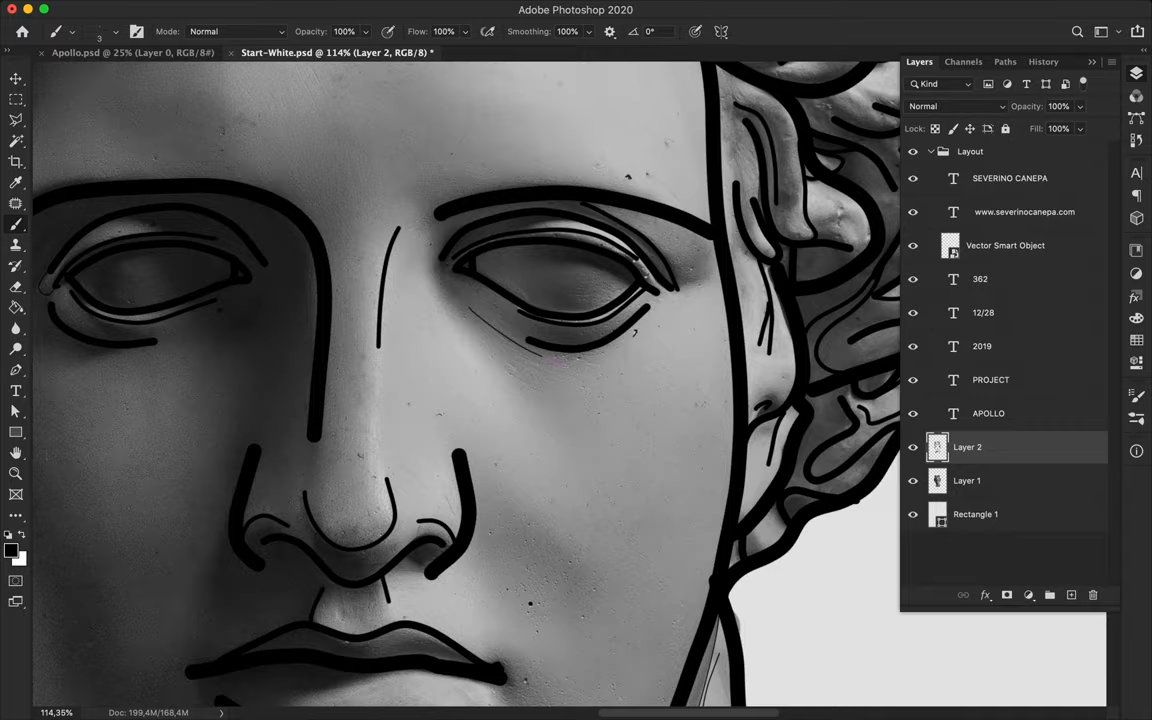 Adobe Photoshop 2020
3
Mode: Normal
Opacity: 100%
Flow: 100%
Smoothing: 100%
0°
× Apollo.psd @ 25% (Layer 0, RGB/8#)
× Start-White.psd @ 114% (Layer 2, RGB/8) *
Layers
Channels
Paths
History
Kind
Normal
Opacity: 100%
Lock:
Fill: 100%
Layout
SEVERINO CANEPA
www.severinocanepa.com
Vector Smart Object
362
12/28
2019
PROJECT
APOLLO
Layer 2
Layer 1
Rectangle 1
fx
114,35%
Doc: 199,4M/168,4M